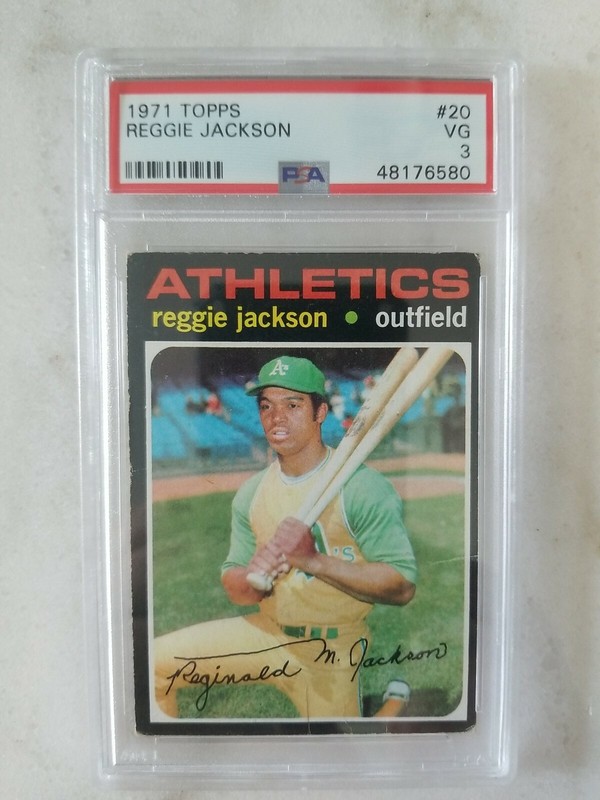 1971 TOPPS #20
REGGIE JACKSON VG
3
PSA 48176580
ATHLETICS
reggie jackson • outfield
A's
'S
Reginald M. Jackson